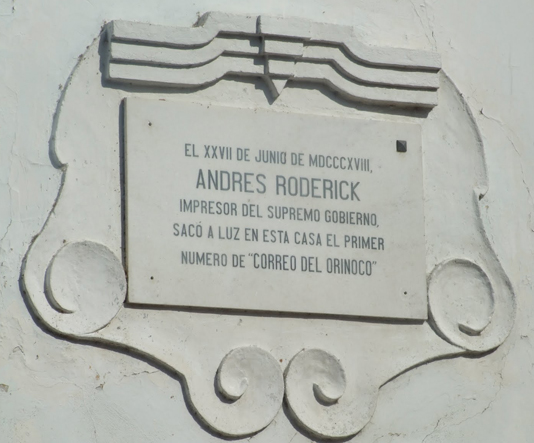 EL XXVII DE JUNIO DE MDCCCXVIII,
ANDRES RODERICK
IMPRESOR DEL SUPREMO GOBIERNO,
SACÓ A LUZ EN ESTA CASA EL PRIMER
NUMERO DE "CORREO DEL ORINOCO"